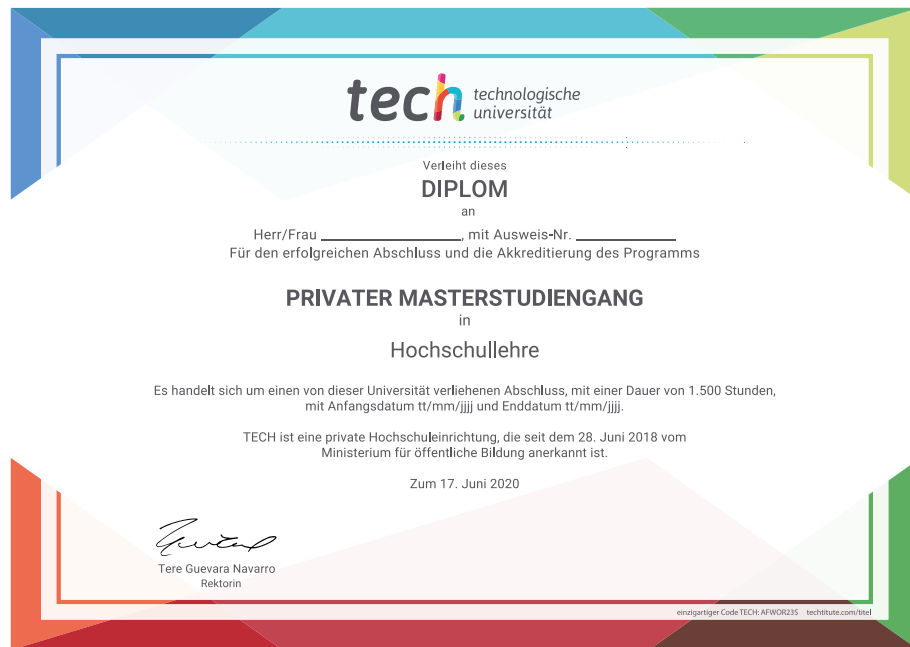 tech technologische
universität
Verleiht dieses
DIPLOM
an
Herr/Frau ____________________, mit Ausweis-Nr. ______________
Für den erfolgreichen Abschluss und die Akkreditierung des Programms
PRIVATER MASTERSTUDIENGANG
in
Hochschullehre
Es handelt sich um einen von dieser Universität verliehenen Abschluss, mit einer Dauer von 1.500 Stunden,
mit Anfangsdatum tt/mm/jjjj und Enddatum tt/mm/jjjj.
TECH ist eine private Hochschuleinrichtung, die seit dem 28. Juni 2018 vom
Ministerium für öffentliche Bildung anerkannt ist.
Zum 17. Juni 2020
Tere Guevara Navarro
Rektorin
einzigartiger Code TECH: AFWOR23S techtitute.com/titel